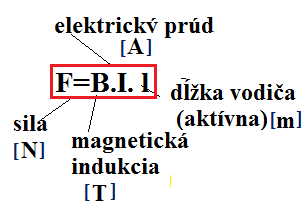 elektrický prúd
[A]
F=B.I. l
dĺžka vodiča
(aktívna)[m]
sila
[N]
magnetická
indukcia
[T]